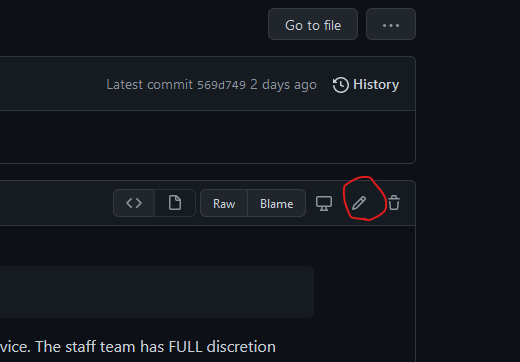 Go to file
Latest commit 569d749 2 days ago History
Raw Blame
vice. The staff team has FULL discretion